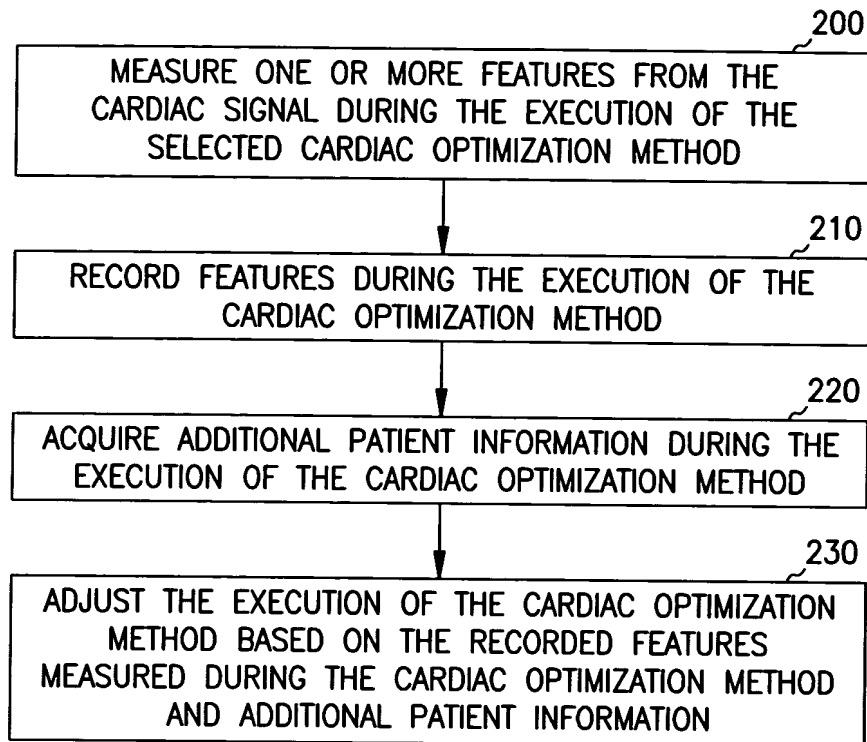 200
MEASURE ONE OR MORE FEATURES FROM THE
CARDIAC SIGNAL DURING THE EXECUTION OF THE
SELECTED CARDIAC OPTIMIZATION METHOD
210
RECORD FEATURES DURING THE EXECUTION OF THE
CARDIAC OPTIMIZATION METHOD
220
ACQUIRE ADDITIONAL PATIENT INFORMATION DURING THE
EXECUTION OF THE CARDIAC OPTIMIZATION METHOD
230
ADJUST THE EXECUTION OF THE CARDIAC OPTIMIZATION
METHOD BASED ON THE RECORDED FEATURES
MEASURED DURING THE CARDIAC OPTIMIZATION METHOD
AND ADDITIONAL PATIENT INFORMATION